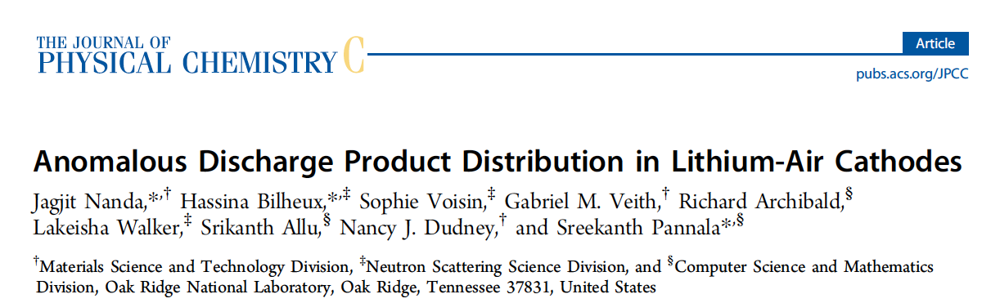 THE JOURNAL OF
PHYSICAL CHEMISTRY C
Article
pubs.acs.org/JPCC
Anomalous Discharge Product Distribution in Lithium-Air Cathodes
Jagjit Nanda,*,† Hassina Bilheux,*,‡ Sophie Voisin,‡ Gabriel M. Veith,† Richard Archibald,§
Lakeisha Walker,‡ Srikanth Allu,§ Nancy J. Dudney,† and Sreekanth Pannala*,§
†Materials Science and Technology Division, ‡Neutron Scattering Science Division, and §Computer Science and Mathematics
Division, Oak Ridge National Laboratory, Oak Ridge, Tennessee 37831, United States